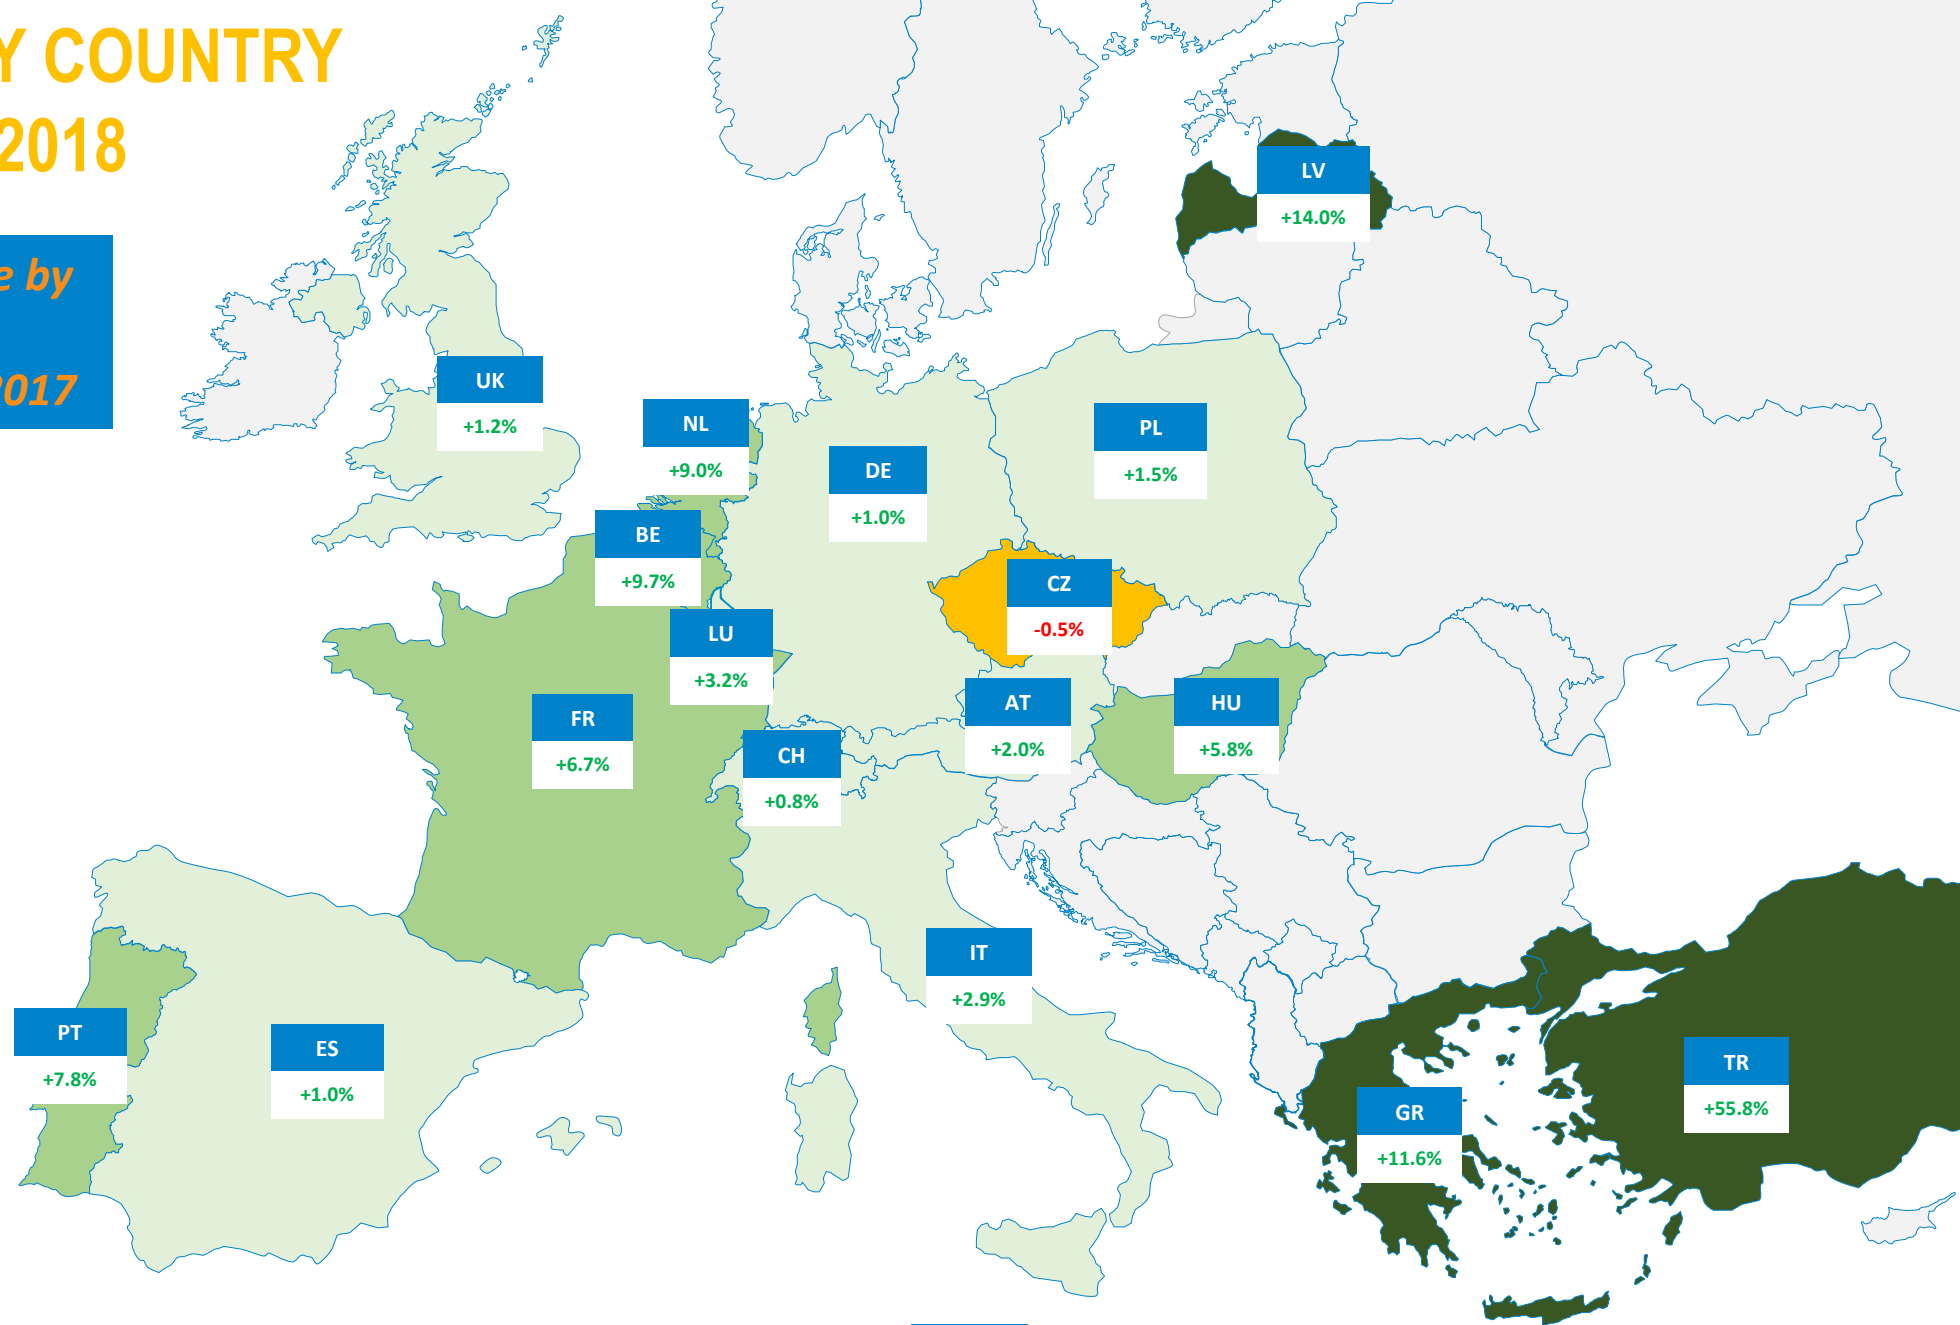 Y COUNTRY
2018
e by
2017
LV
+14.0%
UK
+1.2%
NL
+9.0%
PL
+1.5%
DE
+1.0%
BE
+9.7%
CZ
-0.5%
LU
+3.2%
FR
+6.7%
AT
+2.0%
HU
+5.8%
CH
+0.8%
IT
+2.9%
PT
+7.8%
ES
+1.0%
TR
+55.8%
GR
+11.6%